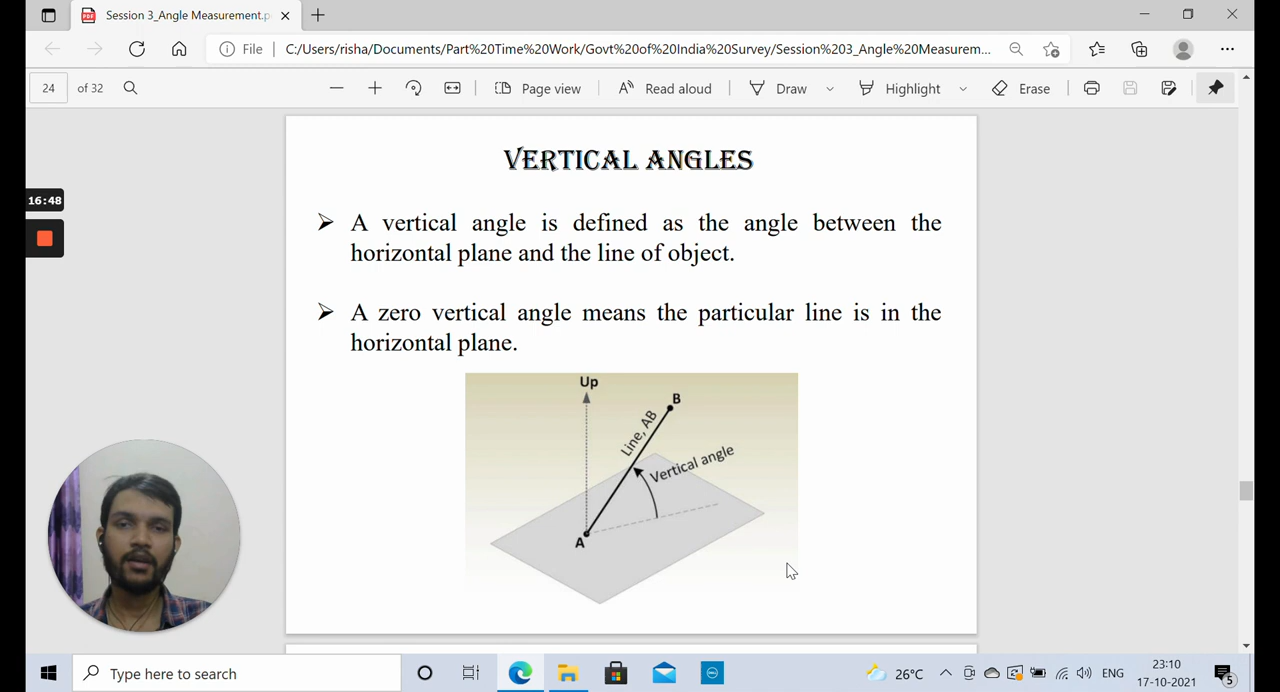 Session 3_Angle Measurement.p
File
C:/Users/risha/Documents/Part%20Time%20Work/Govt%20of%20India%20Survey/Session%203_Angle%20Measurem...
24 of 32
Page view
Read aloud
Draw
Highlight
Erase
16:48
VERTICAL ANGLES
A vertical angle is defined as the angle between the
horizontal plane and the line of object.
A zero vertical angle means the particular line is in the
horizontal plane.
Up
B
Line, AB
Vertical angle
A
Type here to search
26°C
ENG
23:10
17-10-2021
5